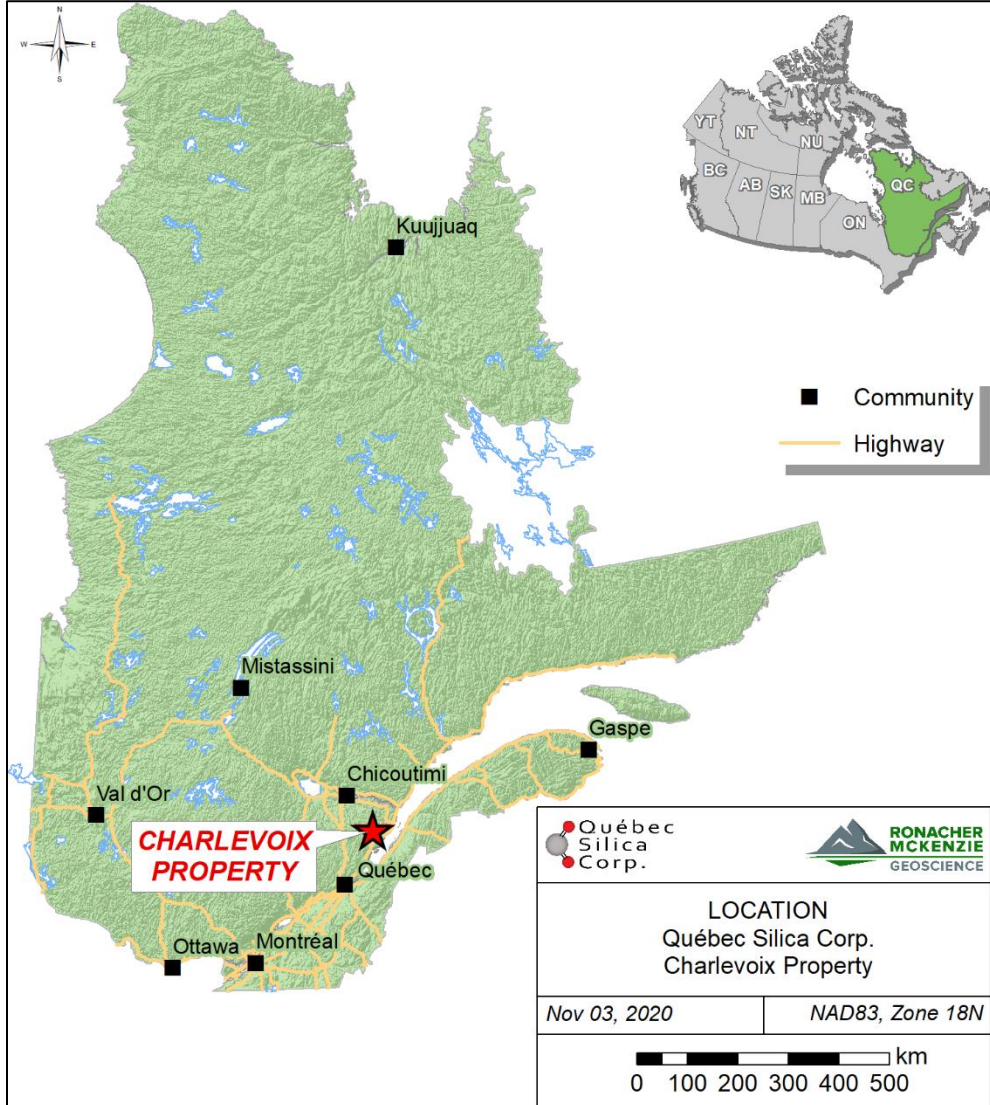 N
W
E
S
YT
NT
NU
BC
AB
SK
MB
ON
QC
Kuujjuaq
Community
Highway
Mistassini
Gaspe
Chicoutimi
Val d'Or
CHARLEVOIX
PROPERTY
Québec
Ottawa
Montréal
Québec
Silica
Corp.
RONACHER
MCKENZIE
GEOSCIENCE
LOCATION
Québec Silica Corp.
Charlevoix Property
Nov 03, 2020
NAD83, Zone 18N
km
0 100 200 300 400 500